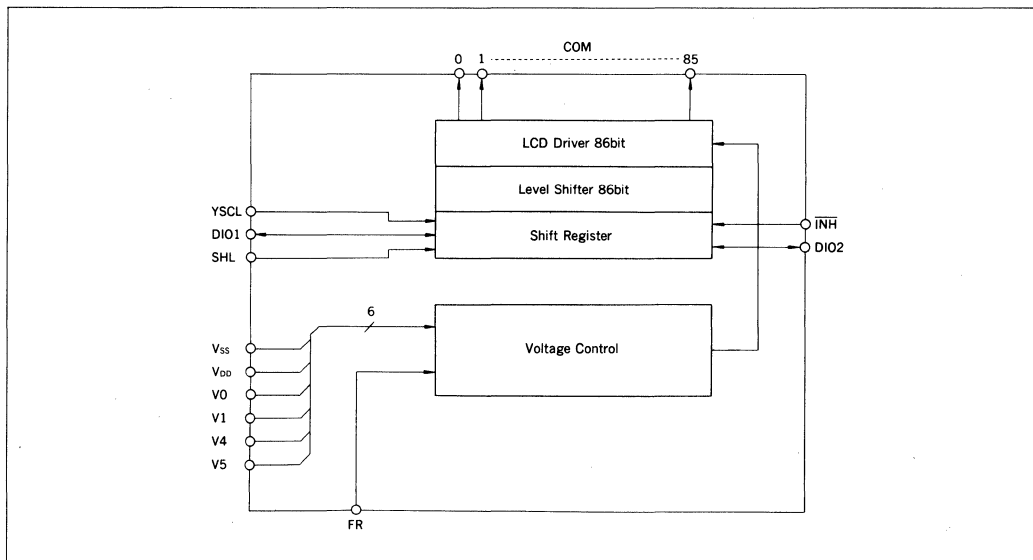 COM
0 1 85
LCD Driver 86bit
Level Shifter 86bit
YSCL
INH
DIO1
Shift Register
DIO2
SHL
6
Voltage Control
VSS
VDD
V0
V1
V4
V5
FR